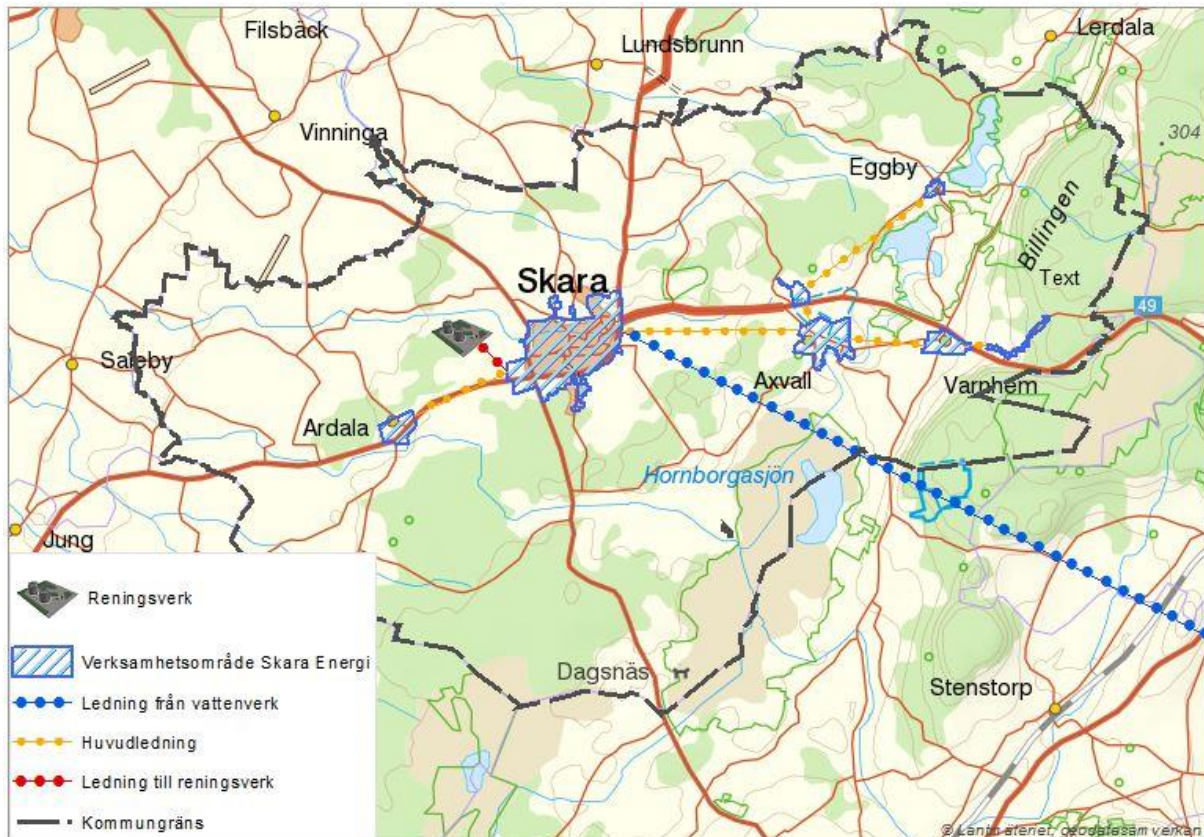 Filsbäck
Lundsbrunn
Lerdala
Vinninga
304
Eggby
Billingen
Skara
Text
49
Saleby
Axvall
Varnhem
Ardala
Hornborgasjön
Jung
Reningsverk
Verksamhetsområde Skara Energi
Dagsnäs
Stenstorp
Ledning från vattenverk
Huvudledning
Ledning till reningsverk
Kommungräns